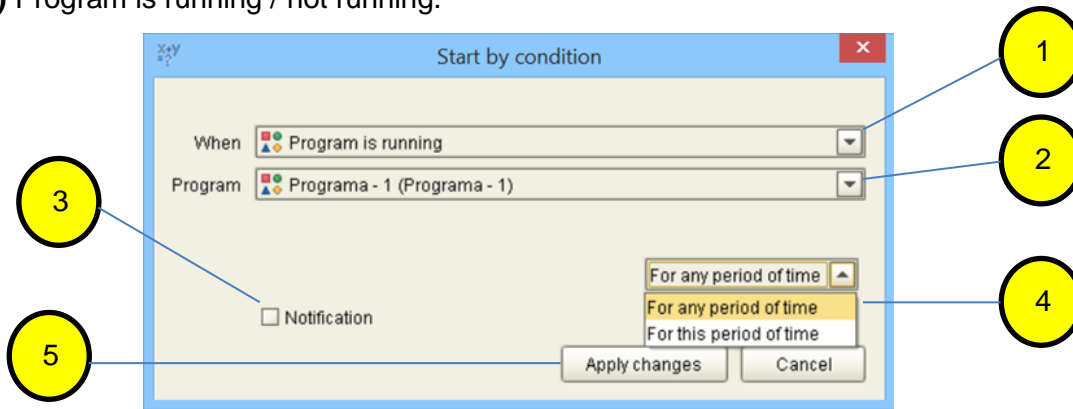 ) Program is running / not running.
x+y
=?
Start by condition
1
When Program is running
Program Programa - 1 (Programa - 1)
2
3
For any period of time
For any period of time
4
Notification
For this period of time
5
Apply changes Cancel